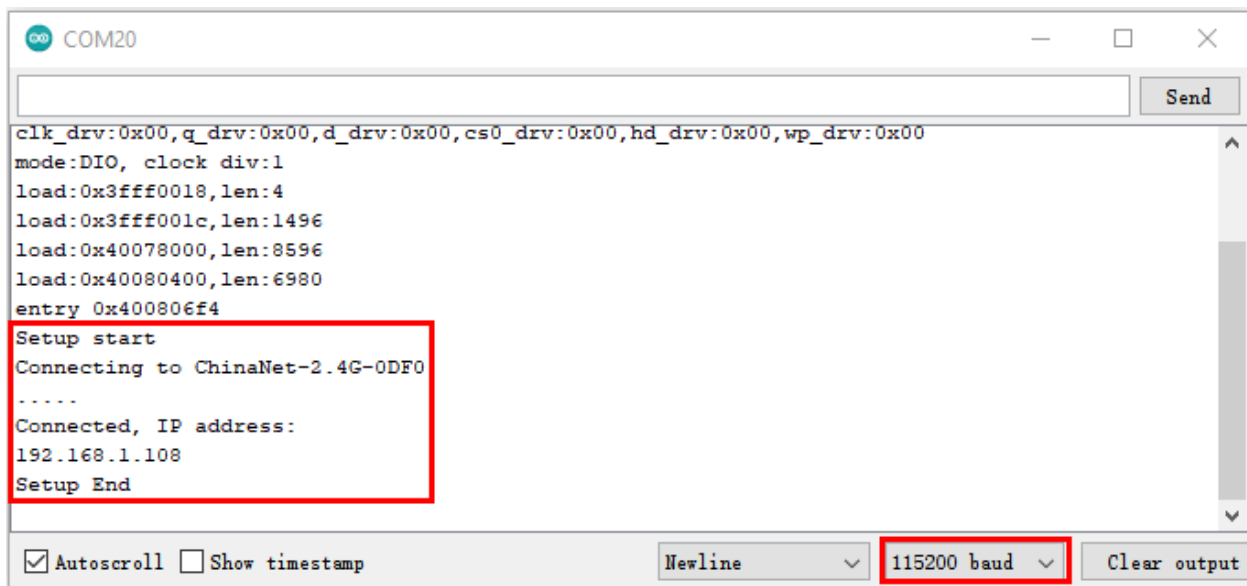 COM20
Send
clk_drv:0x00,q_drv:0x00,d_drv:0x00,cs0_drv:0x00,hd_drv:0x00,wp_drv:0x00
mode:DIO, clock div:1
load:0x3fff0018,len:4
load:0x3fff001c,len:1496
load:0x40078000,len:8596
load:0x40080400,len:6980
entry 0x400806f4
Setup start
Connecting to ChinaNet-2.4G-0DF0
.....
Connected, IP address:
192.168.1.108
Setup End
Autoscroll Show timestamp Newline 115200 baud Clear output